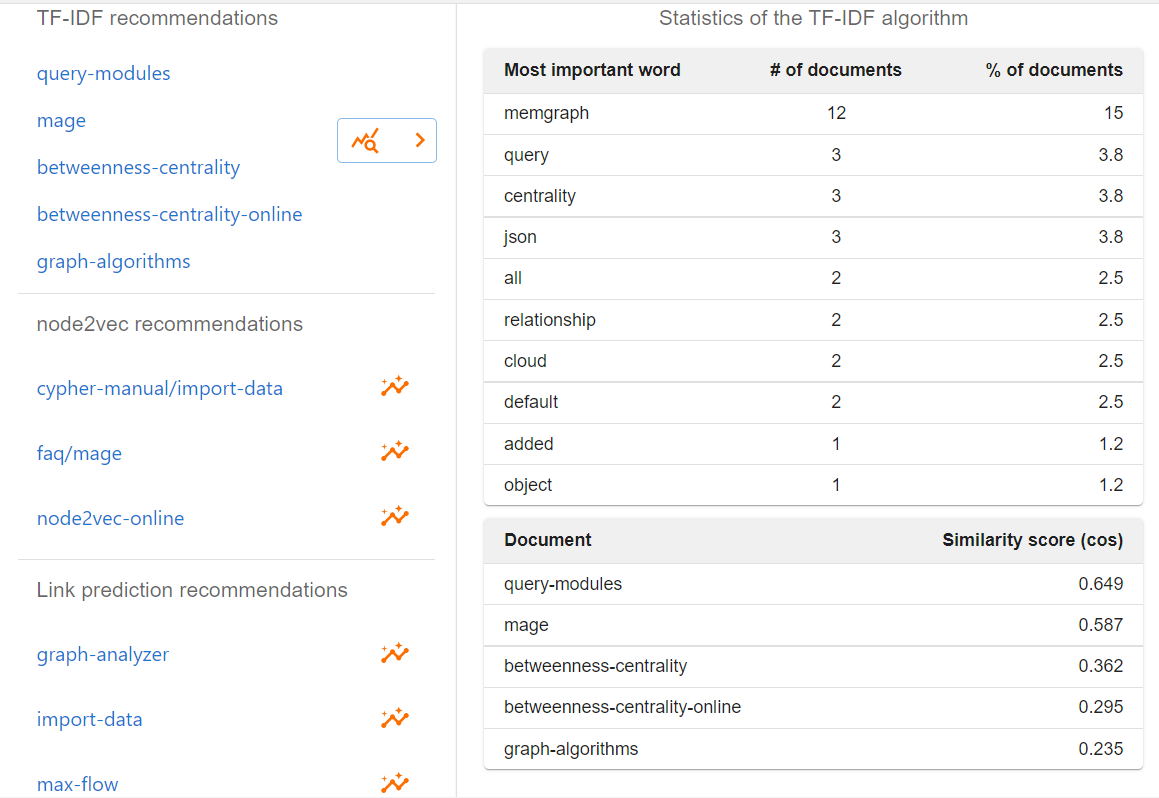 TF-IDF recommendations
query-modules
mage
betweenness-centrality
betweenness-centrality-online
graph-algorithms
node2vec recommendations
cypher-manual/import-data
faq/mage
node2vec-online
Link prediction recommendations
graph-analyzer
import-data
max-flow
Statistics of the TF-IDF algorithm
Most important word # of documents % of documents
memgraph 12 15
query 3 3.8
centrality 3 3.8
json 3 3.8
all 2 2.5
relationship 2 2.5
cloud 2 2.5
default 2 2.5
added 1 1.2
object 1 1.2
Document Similarity score (cos)
query-modules 0.649
mage 0.587
betweenness-centrality 0.362
betweenness-centrality-online 0.295
graph-algorithms 0.235